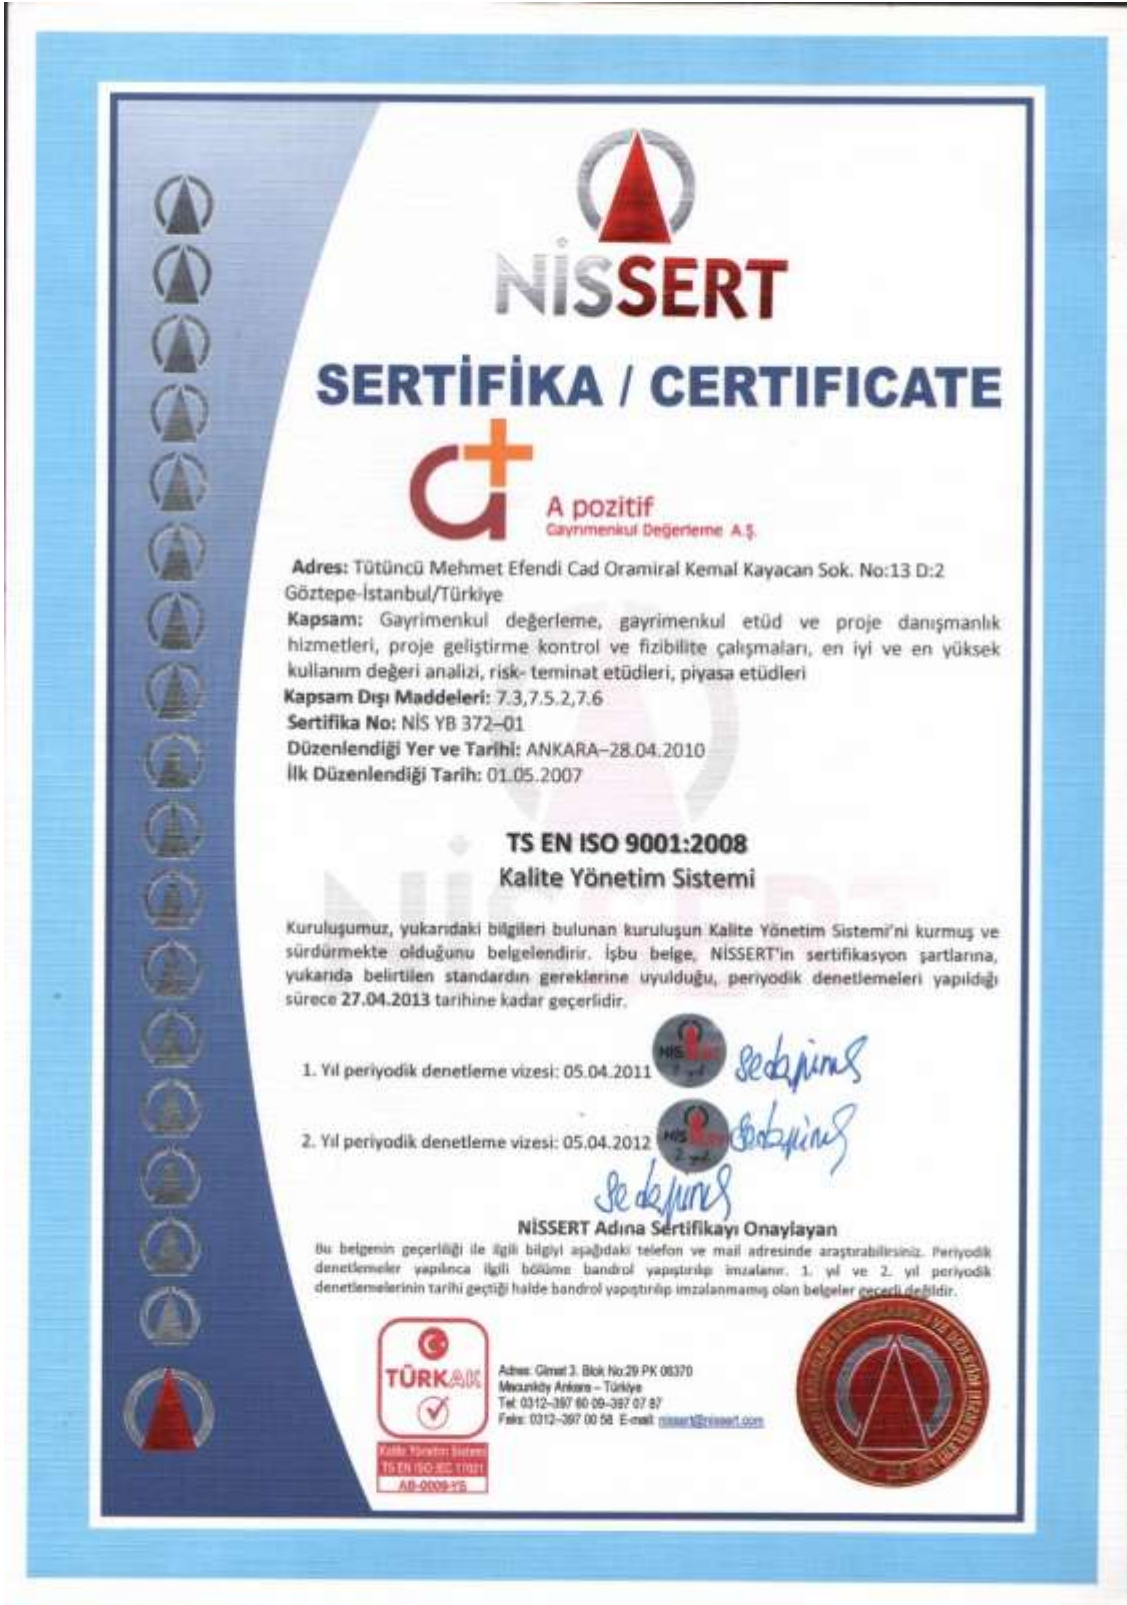 NİSSERT
SERTİFİKA / CERTIFICATE
a+
A pozitif
Gayrimenkul Değerleme A.Ş.
Adres: Tütüncü Mehmet Efendi Cad Oramiral Kemal Kayacan Sok. No:13 D:2
Göztepe-İstanbul/Türkiye
Kapsam: Gayrimenkul değerleme, gayrimenkul etüd ve proje danışmanlık
hizmetleri, proje geliştirme kontrol ve fizibilite çalışmaları, en iyi ve en yüksek
kullanım değeri analizi, risk- teminat etüdleri, piyasa etüdleri
Kapsam Dışı Maddeleri: 7.3,7.5.2,7.6
Sertifika No: NİS YB 372–01
Düzenlendiği Yer ve Tarihi: ANKARA–28.04.2010
İlk Düzenlendiği Tarih: 01.05.2007
TS EN ISO 9001:2008
Kalite Yönetim Sistemi
Kuruluşumuz, yukarıdaki bilgileri bulunan kuruluşun Kalite Yönetim Sistemi'ni kurmuş ve
sürdürmekte olduğunu belgelendirir. İşbu belge, NİSSERT'in sertifikasyon şartlarına,
yukarıda belirtilen standardın gereklerine uyulduğu, periyodik denetlemeleri yapıldığı
sürece 27.04.2013 tarihine kadar geçerlidir.
1. Yıl periyodik denetleme vizesi: 05.04.2011
2. Yıl periyodik denetleme vizesi: 05.04.2012
NİSSERT Adına Sertifikayı Onaylayan
Bu belgenin geçerliliği ile ilgili bilgiyi aşağıdaki telefon ve mail adresinde araştırabilirsiniz. Periyodik
denetlemeler yapılınca ilgili bölüme bandrol yapıştırılıp imzalanır. 1. yıl ve 2. yıl periyodik
denetlemelerinin tarihi geçtiği halde bandrol yapıştırılıp imzalanmamış olan belgeler geçerli değildir.
TÜRKAK
Kalite Yönetim Sistemi
TS EN ISO IEC 17021
AB-0009-YS
Adres: Gimat 3. Blok No:29 PK 06370
Macunköy Ankara – Türkiye
Tel: 0312–397 60 09–397 07 87
Faks: 0312–397 00 58 E-mail: nissert@nissert.com